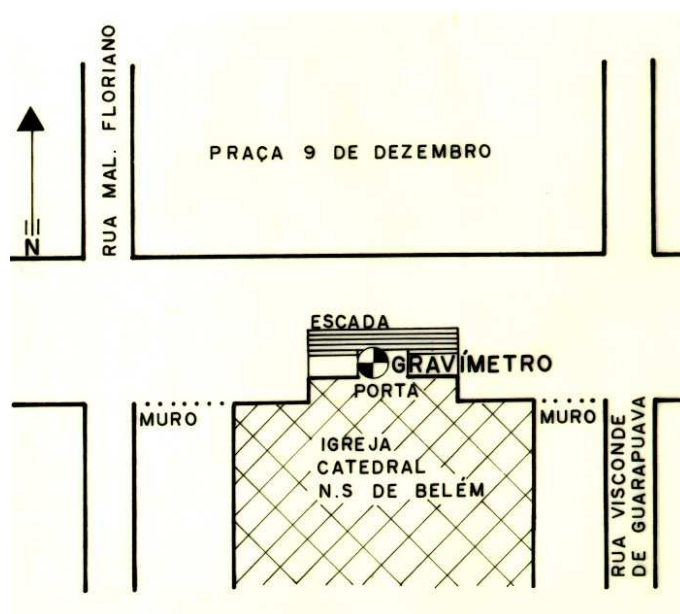 RUA MAL. FLORIANO
PRAÇA 9 DE DEZEMBRO
N
ESCADA
GRAVÍMETRO
PORTA
MURO
MURO
IGREJA
CATEDRAL
N.S DE BELÉM
RUA VISCONDE
DE GUARAPUAVA